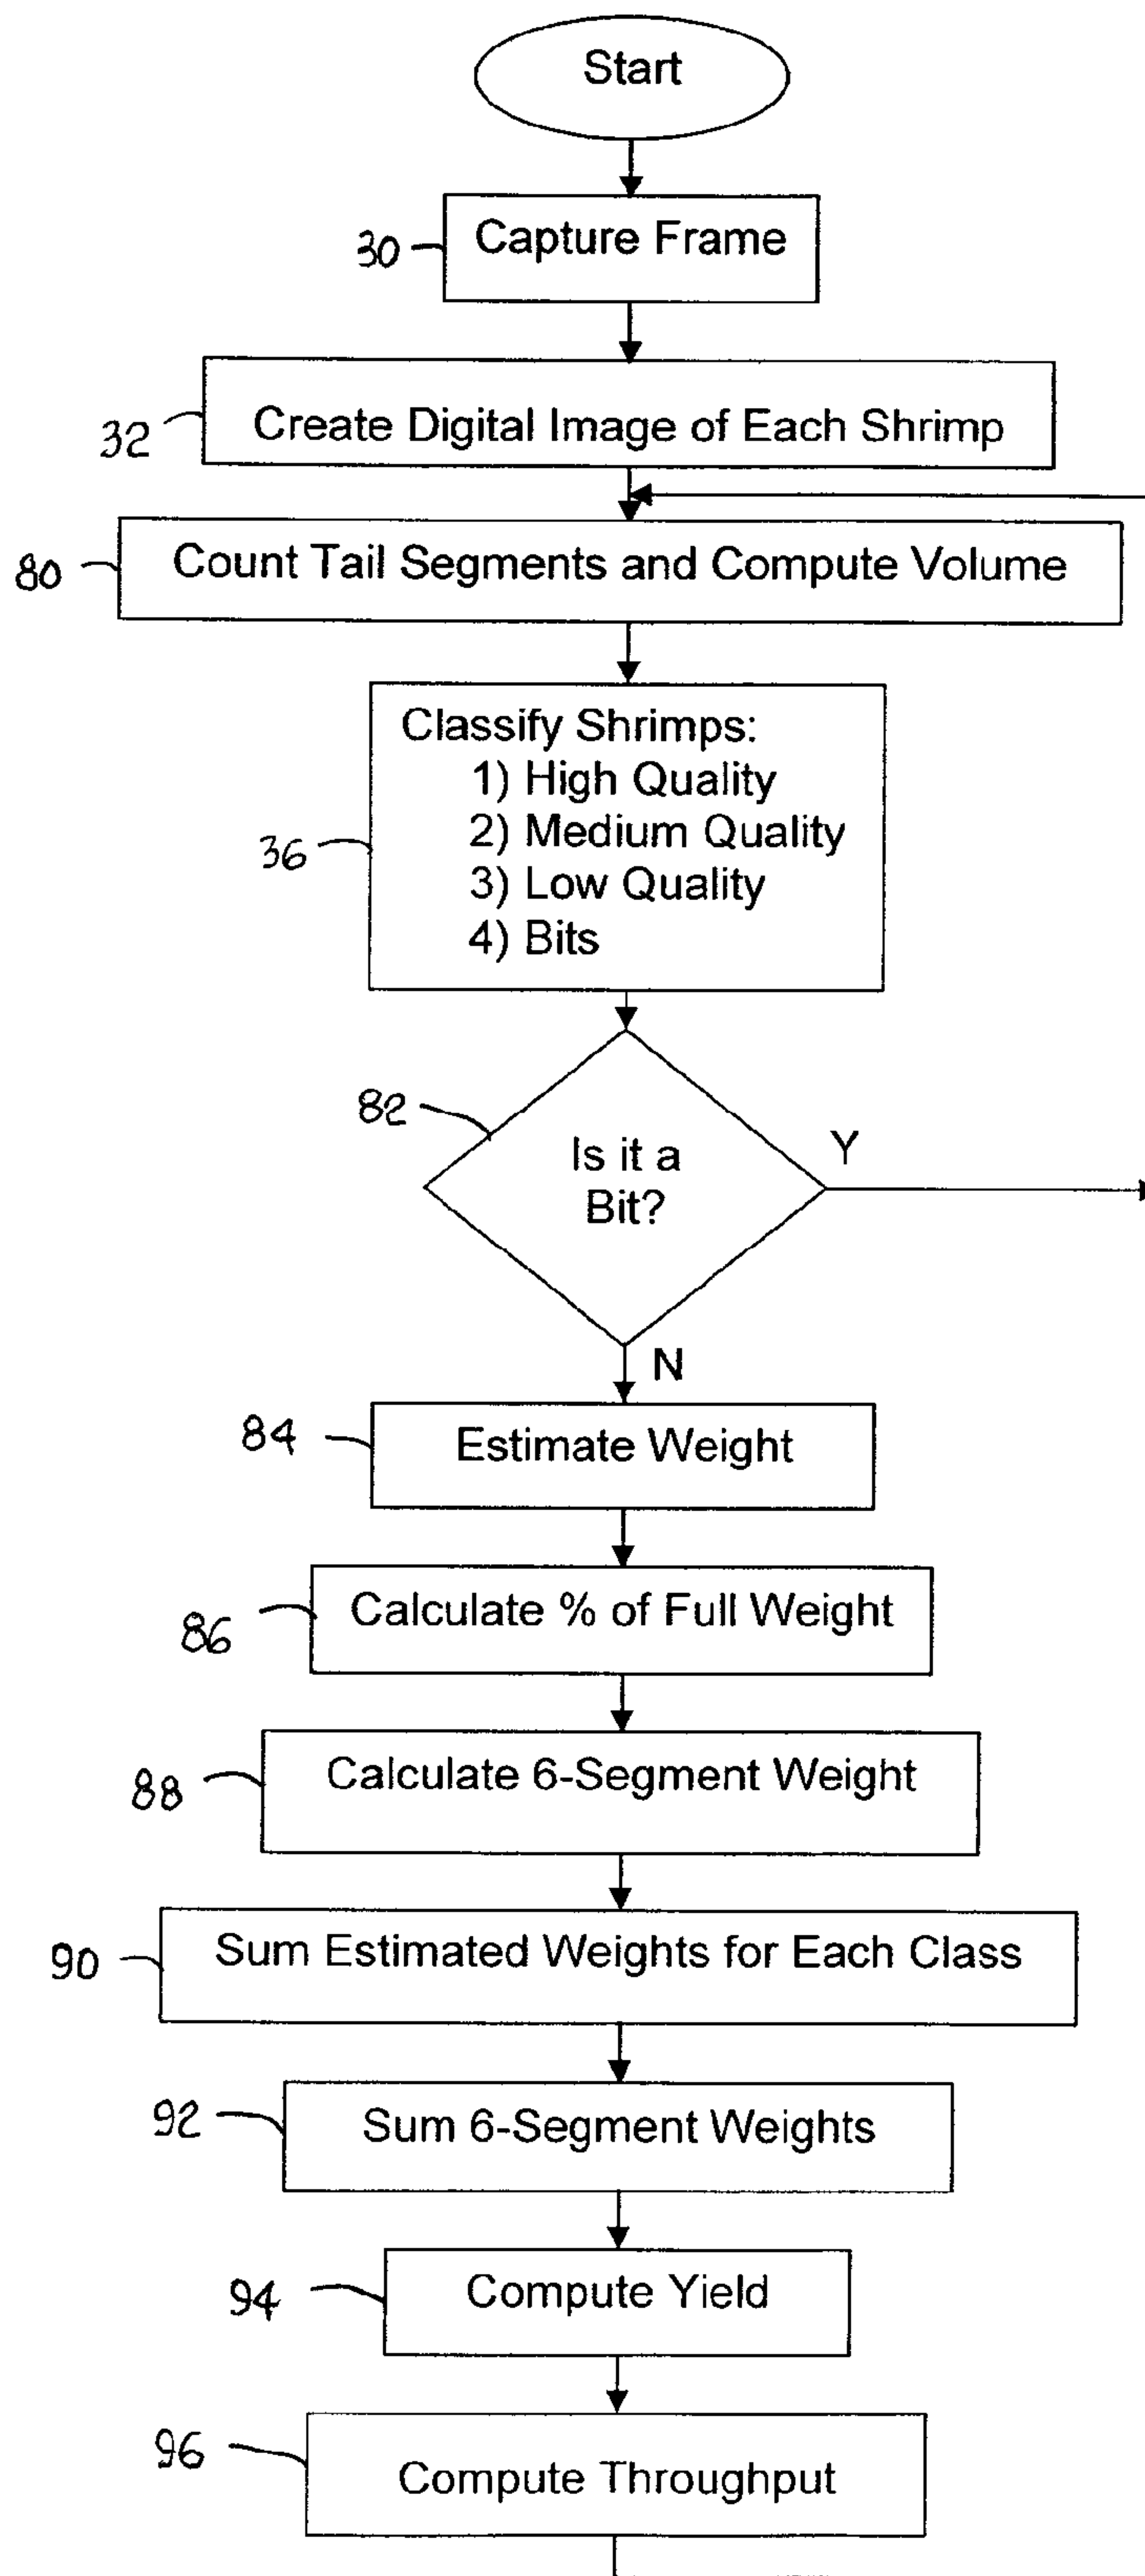 Start
30
Capture Frame
32
Create Digital Image of Each Shrimp
80
Count Tail Segments and Compute Volume
36
Classify Shrimps:
1) High Quality
2) Medium Quality
3) Low Quality
4) Bits
82
Is it a
Bit?
Y
N
84
Estimate Weight
86
Calculate % of Full Weight
88
Calculate 6-Segment Weight
90
Sum Estimated Weights for Each Class
92
Sum 6-Segment Weights
94
Compute Yield
96
Compute Throughput